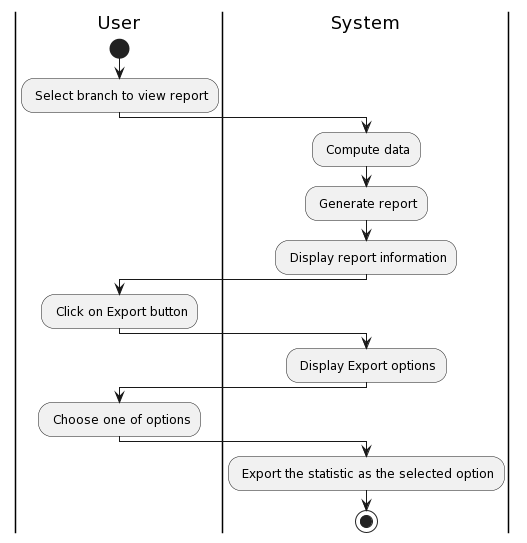 User
System
Select branch to view report
Compute data
Generate report
Display report information
Click on Export button
Display Export options
Choose one of options
Export the statistic as the selected option